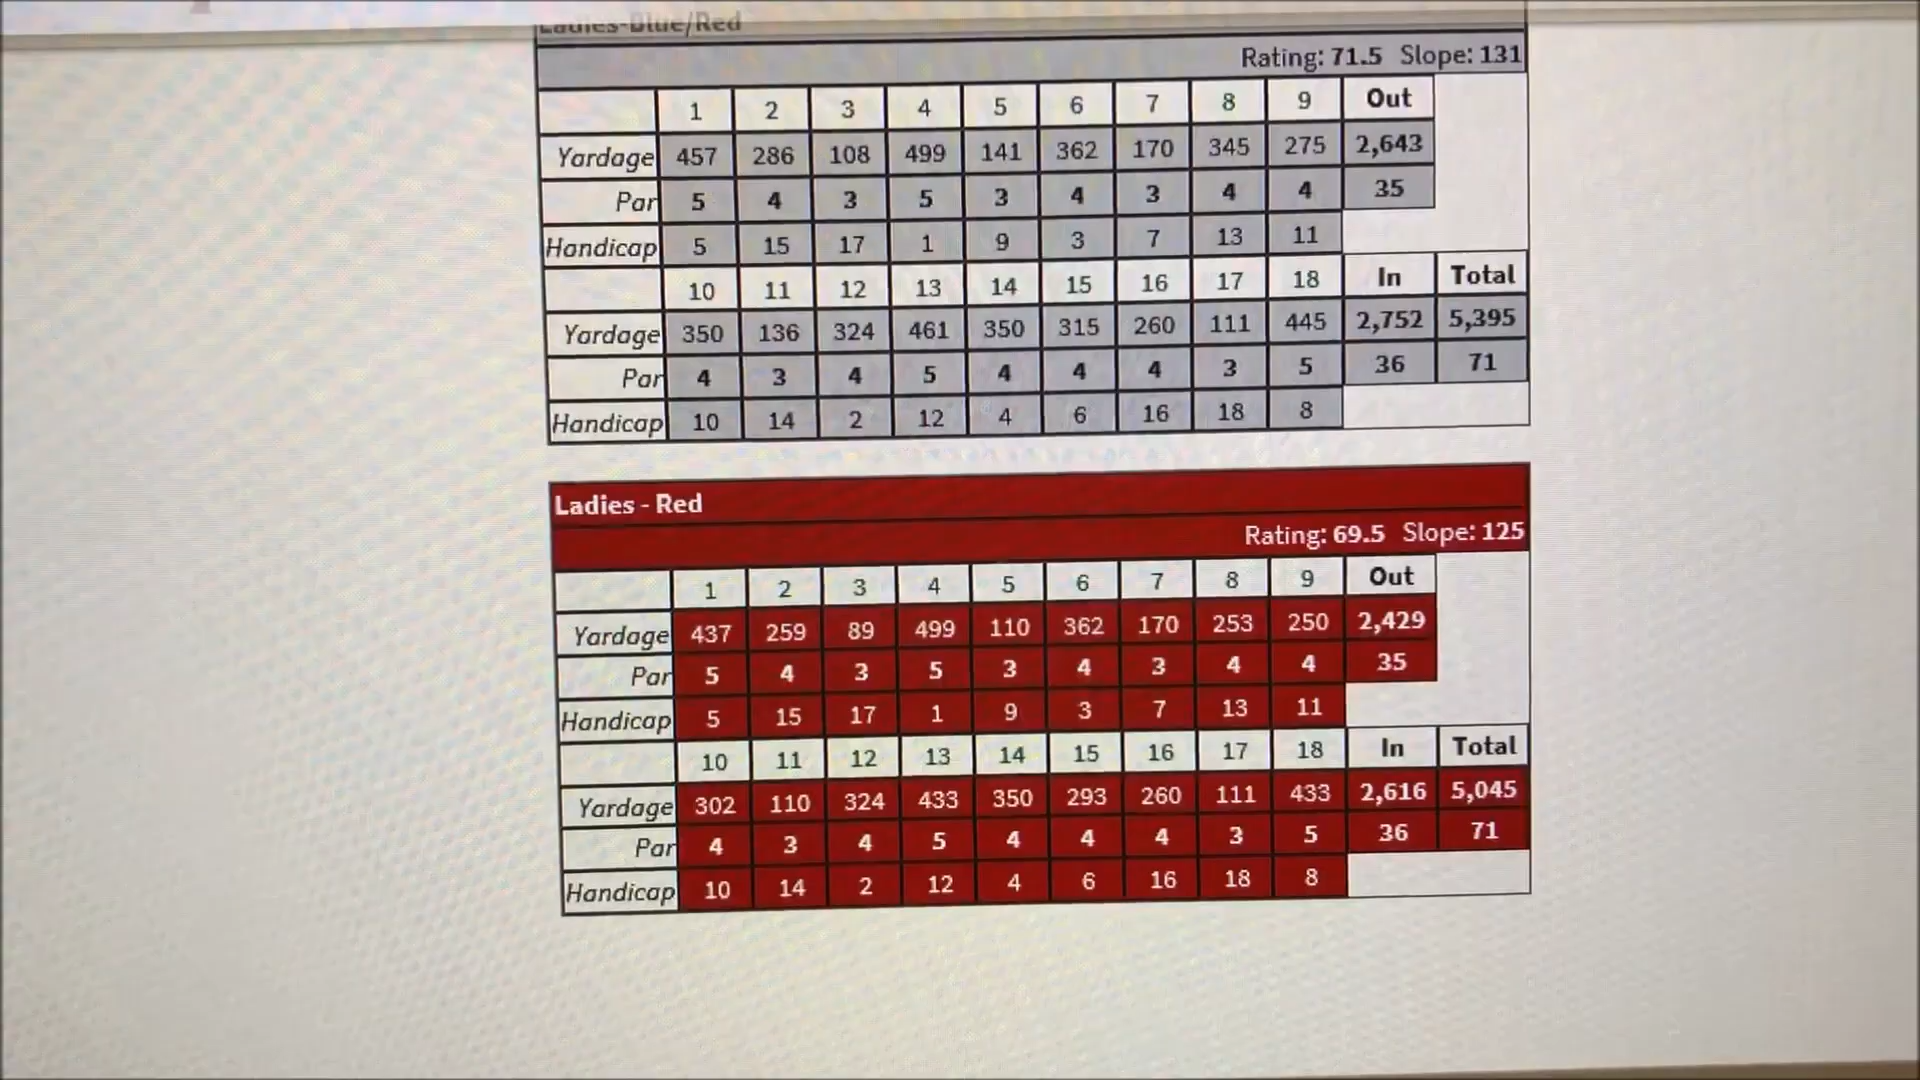 Ladies-Blue/Red
Rating: 71.5 Slope: 131
1 2 3 4 5 6 7 8 9 Out
Yardage 457 286 108 499 141 362 170 345 275 2,643
Par 5 4 3 5 3 4 3 4 4 35
Handicap 5 15 17 1 9 3 7 13 11
10 11 12 13 14 15 16 17 18 In Total
Yardage 350 136 324 461 350 315 260 111 445 2,752 5,395
Par 4 3 4 5 4 4 4 3 5 36 71
Handicap 10 14 2 12 4 6 16 18 8
Ladies - Red
Rating: 69.5 Slope: 125
1 2 3 4 5 6 7 8 9 Out
Yardage 437 259 89 499 110 362 170 253 250 2,429
Par 5 4 3 5 3 4 3 4 4 35
Handicap 5 15 17 1 9 3 7 13 11
10 11 12 13 14 15 16 17 18 In Total
Yardage 302 110 324 433 350 293 260 111 433 2,616 5,045
Par 4 3 4 5 4 4 4 3 5 36 71
Handicap 10 14 2 12 4 6 16 18 8